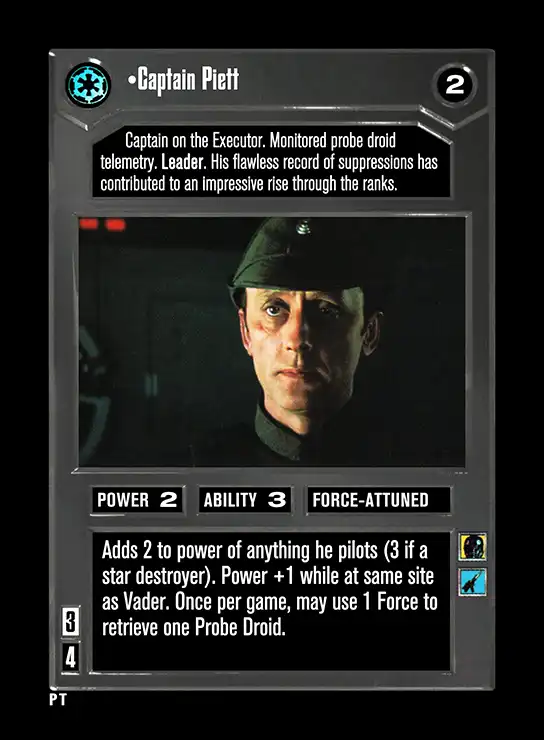 •Captain Piett
2
Captain on the Executor. Monitored probe droid
telemetry. Leader. His flawless record of suppressions has
contributed to an impressive rise through the ranks.
POWER 2 ABILITY 3 FORCE-ATTUNED
Adds 2 to power of anything he pilots (3 if a
star destroyer). Power +1 while at same site
as Vader. Once per game, may use 1 Force to
retrieve one Probe Droid.
3
4
PT